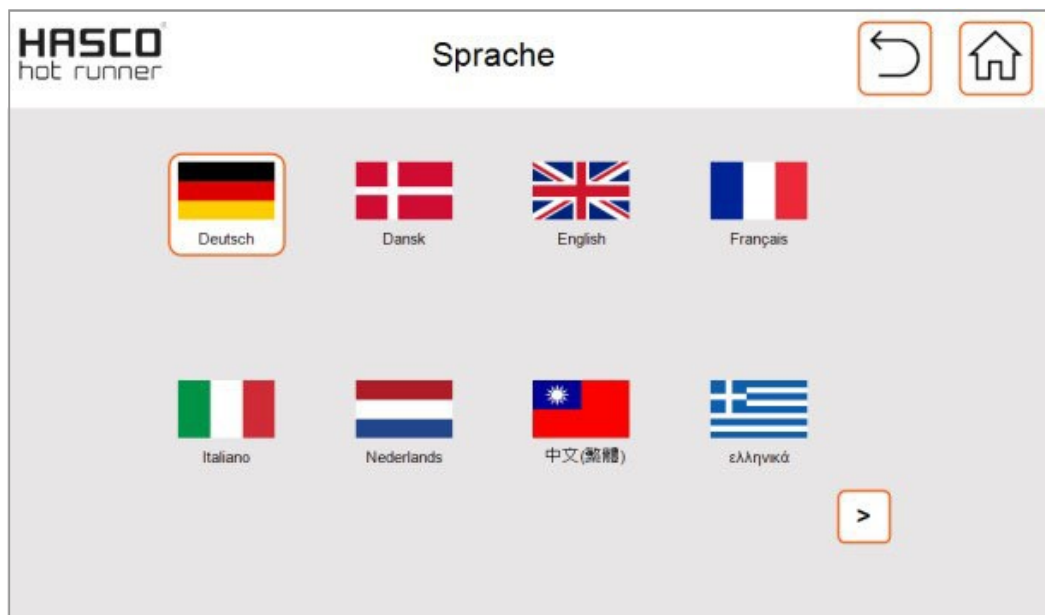 HASCO®
hot runner
Sprache
Deutsch
Dansk
English
Français
Italiano
Nederlands
中文(繁體)
ελληνικά
>